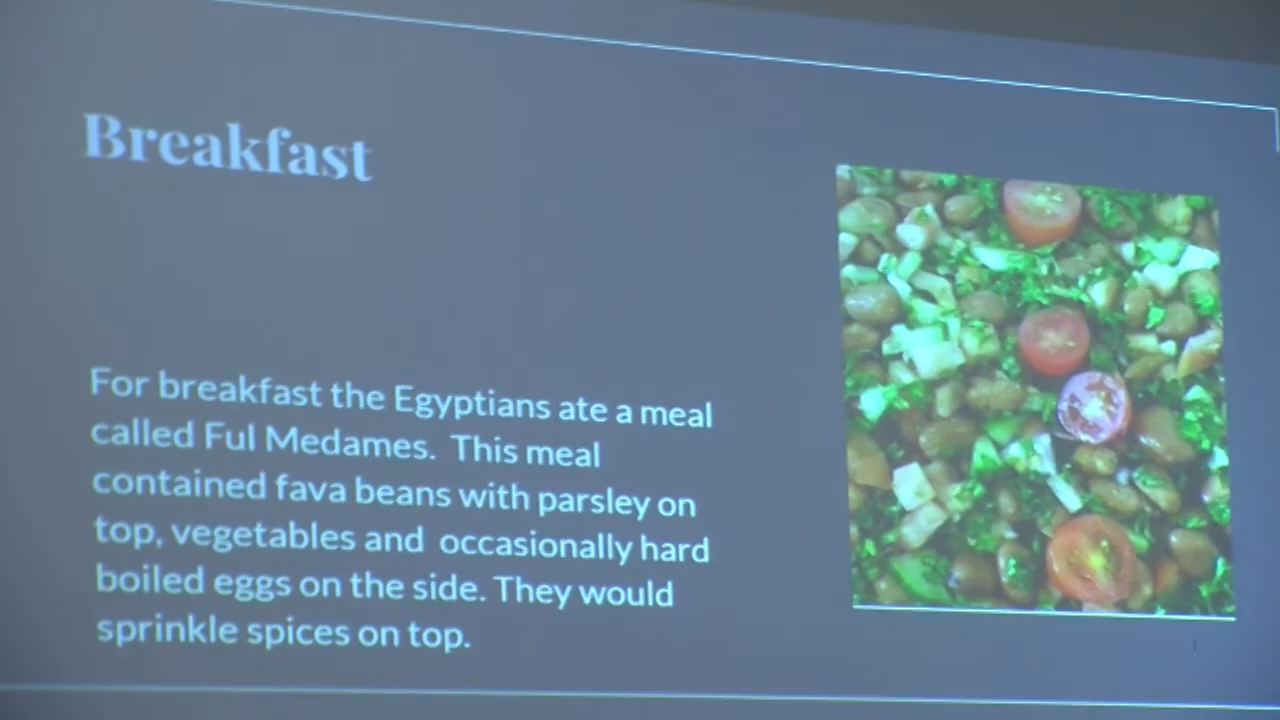 Breakfast
For breakfast the Egyptians ate a meal
called Ful Medames. This meal
contained fava beans with parsley on
top, vegetables and occasionally hard
boiled eggs on the side. They would
sprinkle spices on top.